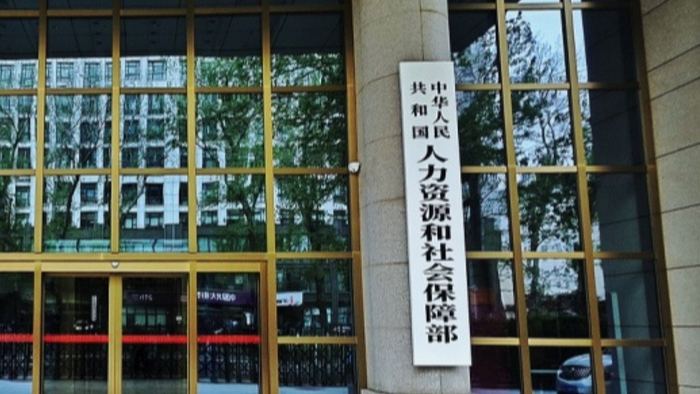 中华人民
共和国
人力资源和社会保障部